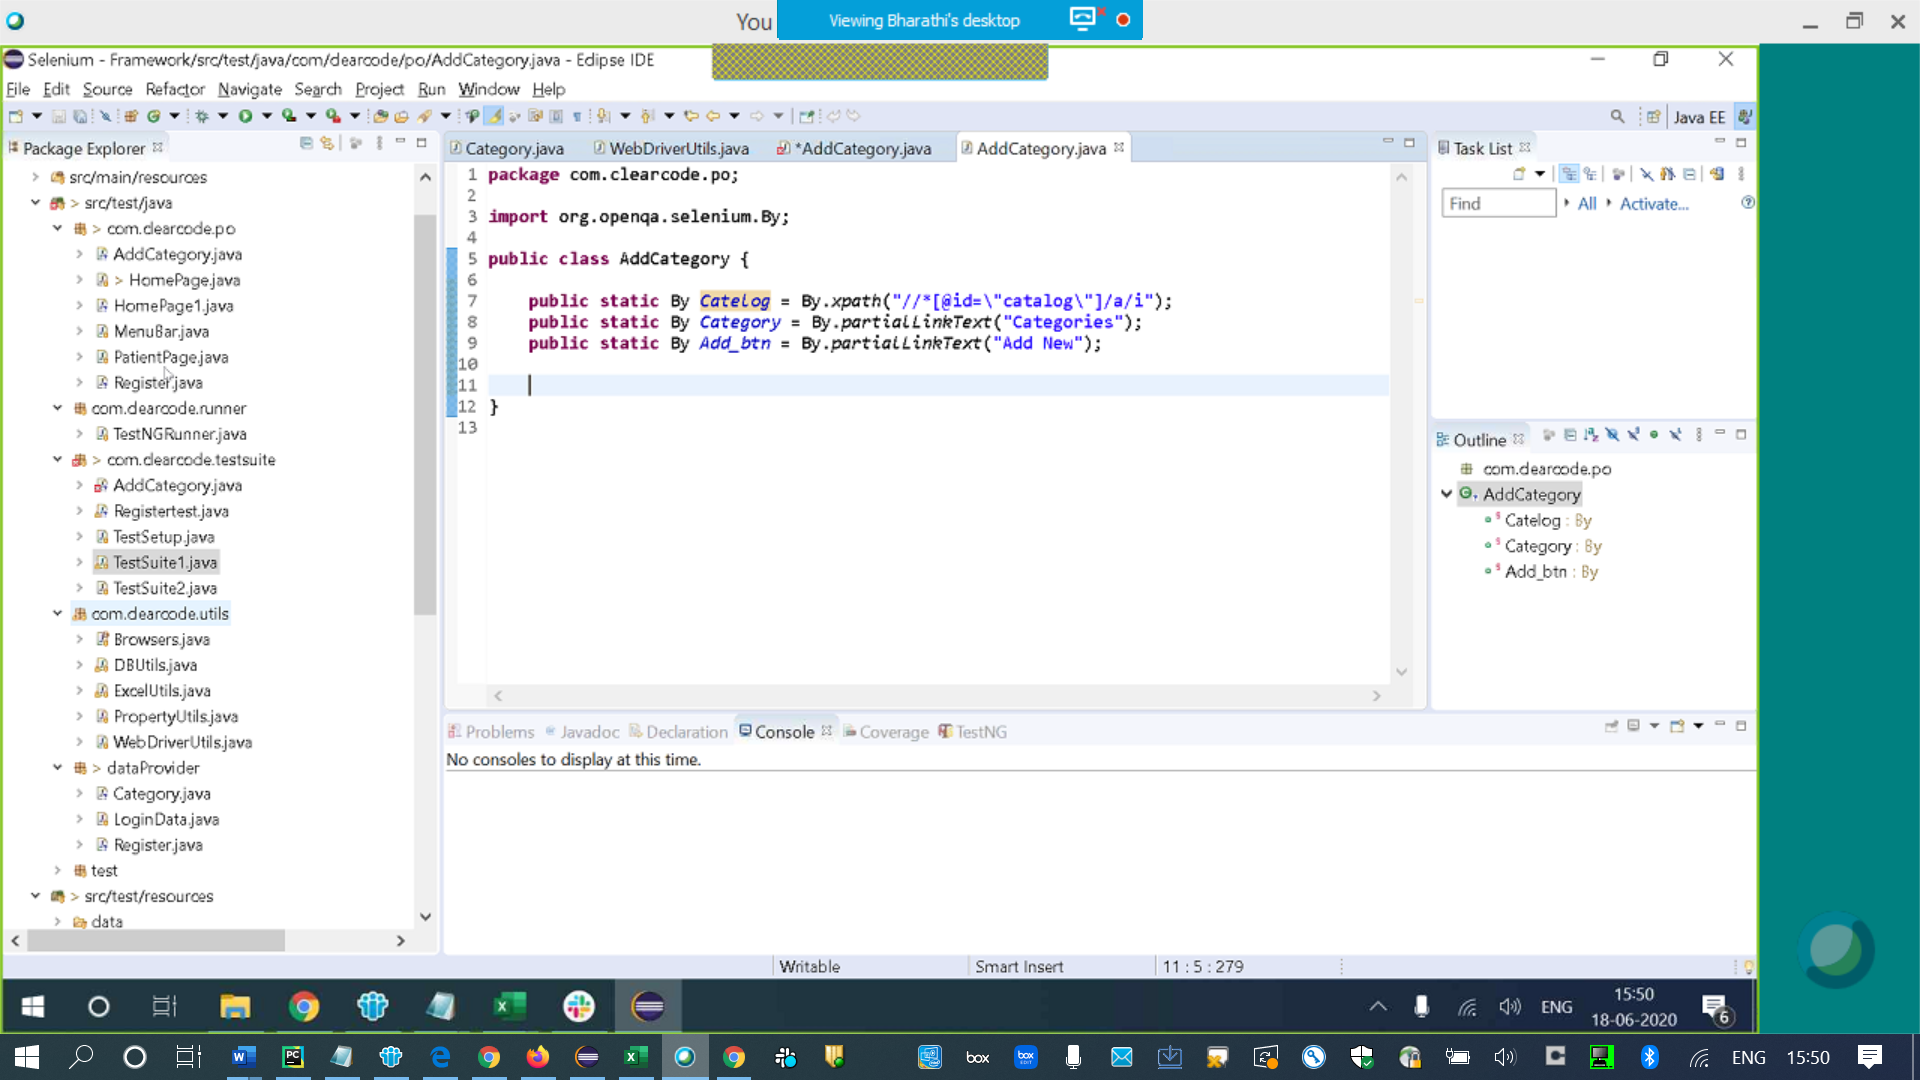 You
Viewing Bharathi's desktop
Selenium - Framework/src/test/java/com/clearcode/po/AddCategory.java - Eclipse IDE
File Edit Source Refactor Navigate Search Project Run Window Help
Java EE
Package Explorer
src/main/resources
> src/test/java
> com.clearcode.po
AddCategory.java
> HomePage.java
HomePage1.java
MenuBar.java
PatientPage.java
Register.java
com.clearcode.runner
TestNGRunner.java
> com.clearcode.testsuite
AddCategory.java
Registertest.java
TestSetup.java
TestSuite1.java
TestSuite2.java
com.clearcode.utils
Browsers.java
DBUtils.java
ExcelUtils.java
PropertyUtils.java
WebDriverUtils.java
> dataProvider
Category.java
LoginData.java
Register.java
test
> src/test/resources
data
Category.java WebDriverUtils.java *AddCategory.java AddCategory.java
1 package com.clearcode.po;
2
3 import org.openqa.selenium.By;
4
5 public class AddCategory {
6
7 public static By Catelog = By.xpath("//*[@id=\"catalog\"]/a/i");
8 public static By Category = By.partialLinkText("Categories");
9 public static By Add_btn = By.partialLinkText("Add New");
10
11
12 }
13
Task List
Find All Activate...
Outline
com.clearcode.po
AddCategory
Catelog : By
Category : By
Add_btn : By
Problems Javadoc Declaration Console Coverage TestNG
No consoles to display at this time.
Writable Smart Insert 11 : 5 : 279
ENG 15:50
18-06-2020
6
box
ENG 15:50